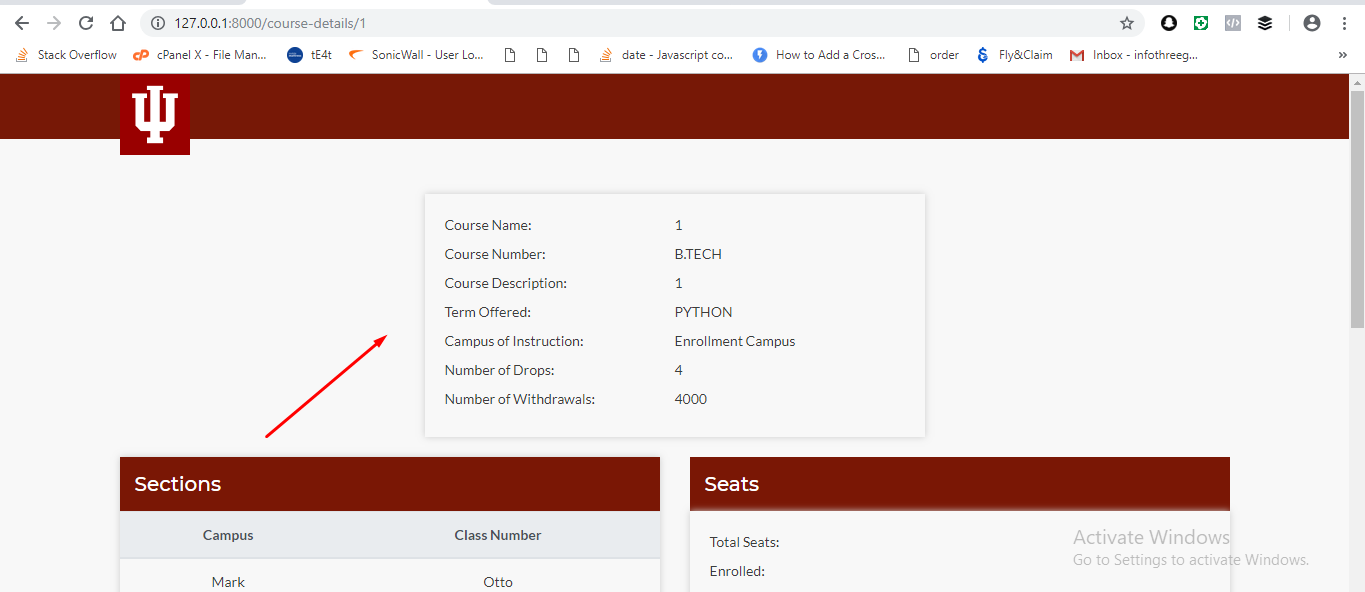 127.0.0.1:8000/course-details/1
Stack Overflow cPanel X - File Man... tE4t SonicWall - User Lo... date - Javascript co... How to Add a Cros... order Fly&Claim Inbox - infothreeg... »
Course Name: 1
Course Number: B.TECH
Course Description: 1
Term Offered: PYTHON
Campus of Instruction: Enrollment Campus
Number of Drops: 4
Number of Withdrawals: 4000
Sections
Seats
Campus Class Number
Mark Otto
Total Seats:
Enrolled:
Activate Windows
Go to Settings to activate Windows.